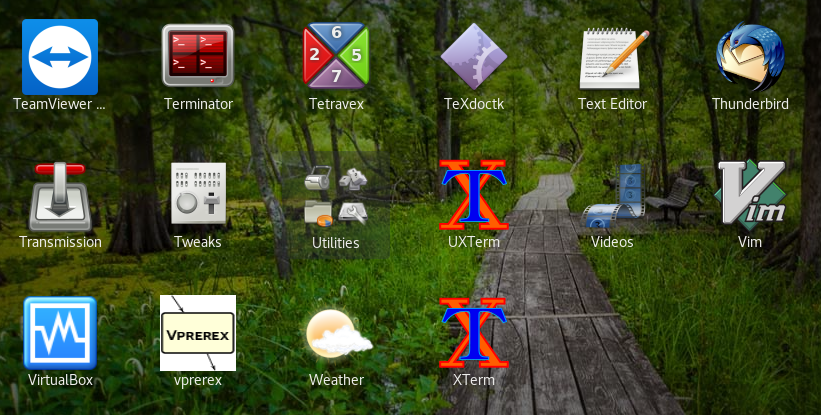 TeamViewer ...
Terminator
Tetravex
TeXdoctk
Text Editor
Thunderbird
6
2
5
7
Transmission
Tweaks
Utilities
UXTerm
Videos
Vim
Vim
VirtualBox
VPREREX
vprerex
Weather
XTerm